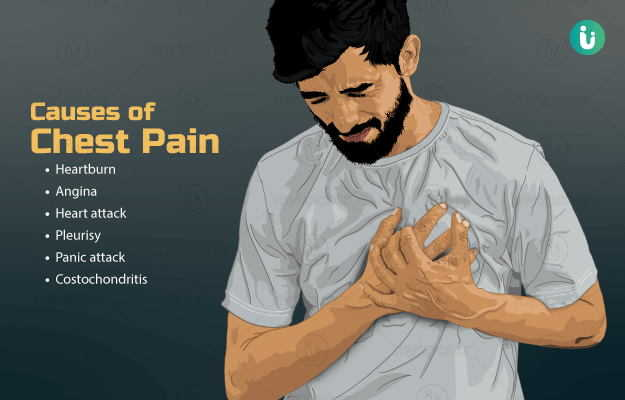 Causes of
Chest Pain
• Heartburn
• Angina
• Heart attack
• Pleurisy
• Panic attack
• Costochondritis